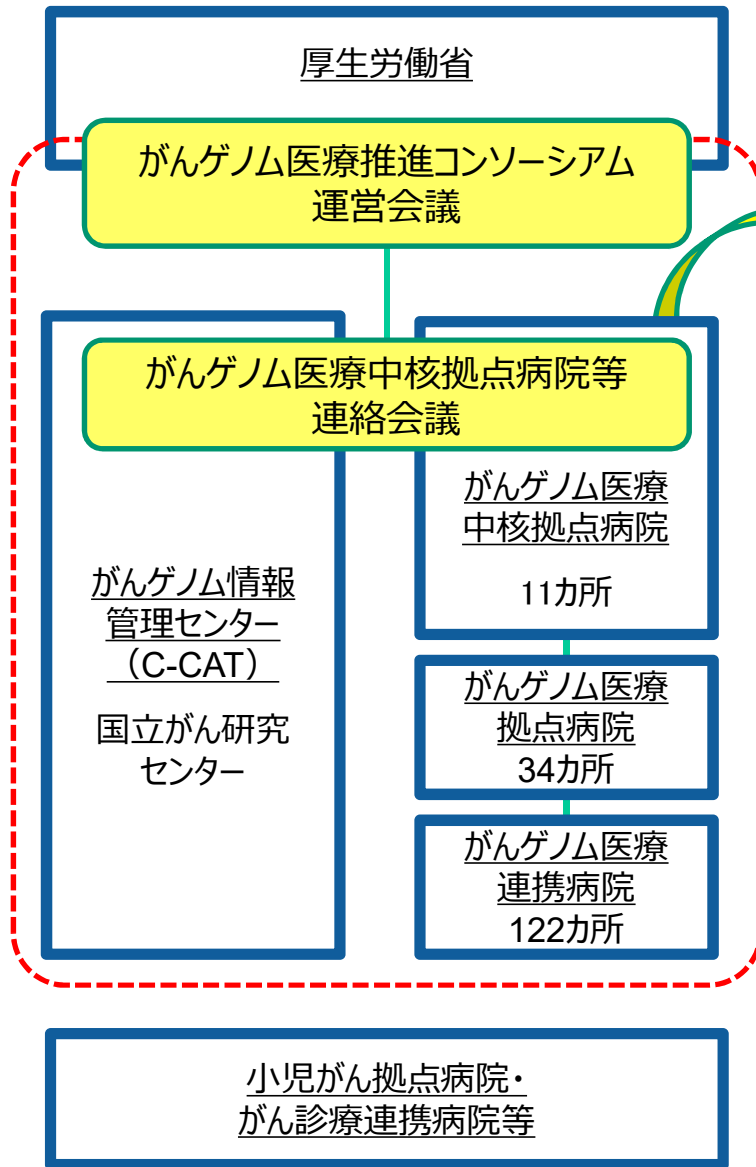 厚生労働省
がんゲノム医療推進コンソーシアム
運営会議
がんゲノム医療中核拠点病院等
連絡会議
がんゲノム情報
管理センター
（C-CAT）
国立がん研究
センター
がんゲノム医療
中核拠点病院
11カ所
がんゲノム医療
拠点病院
34カ所
がんゲノム医療
連携病院
122カ所
小児がん拠点病院・
がん診療連携病院等